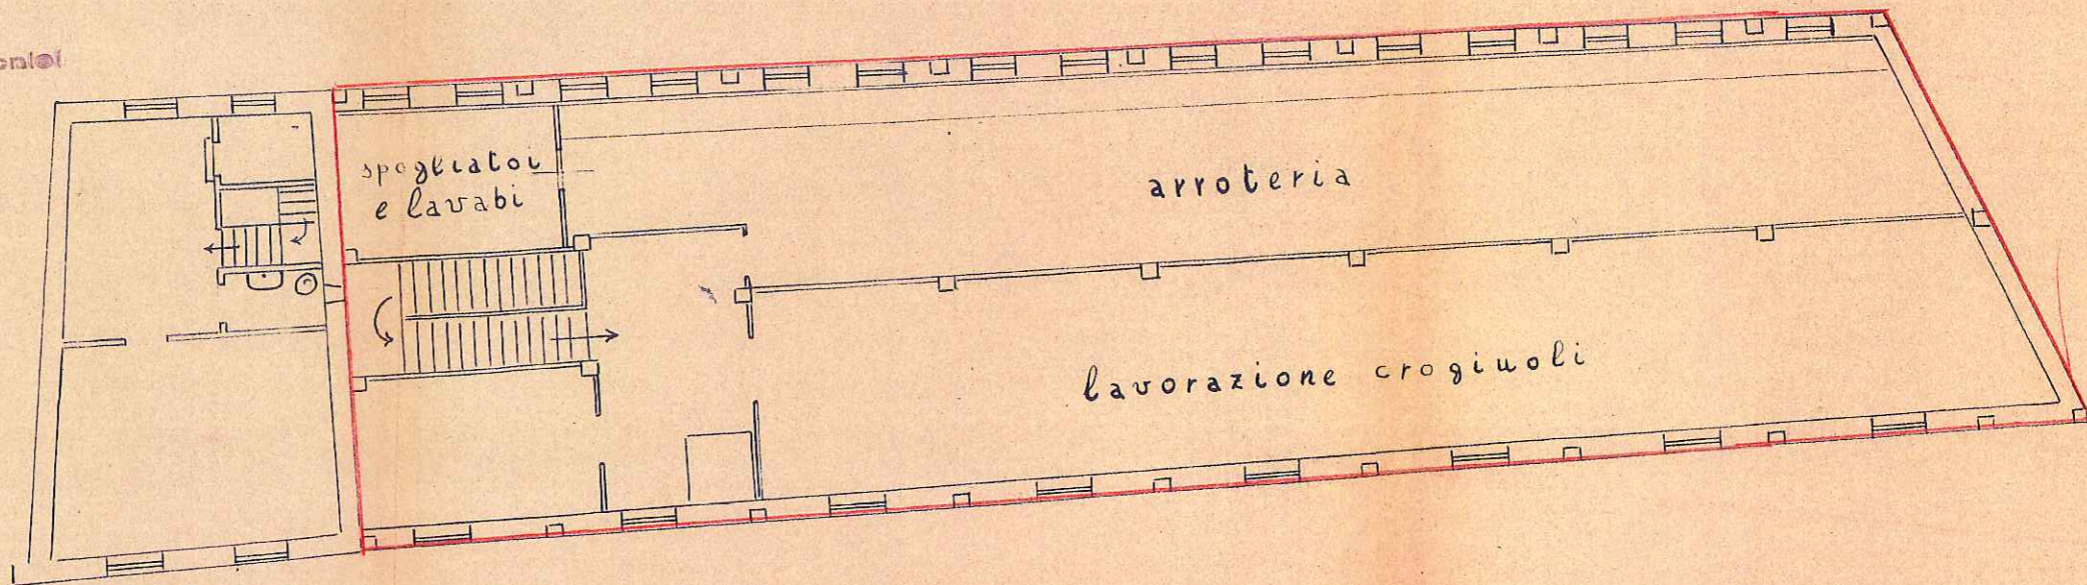 spogliatoi
e lavabi
arroteria
lavorazione crogiuoli